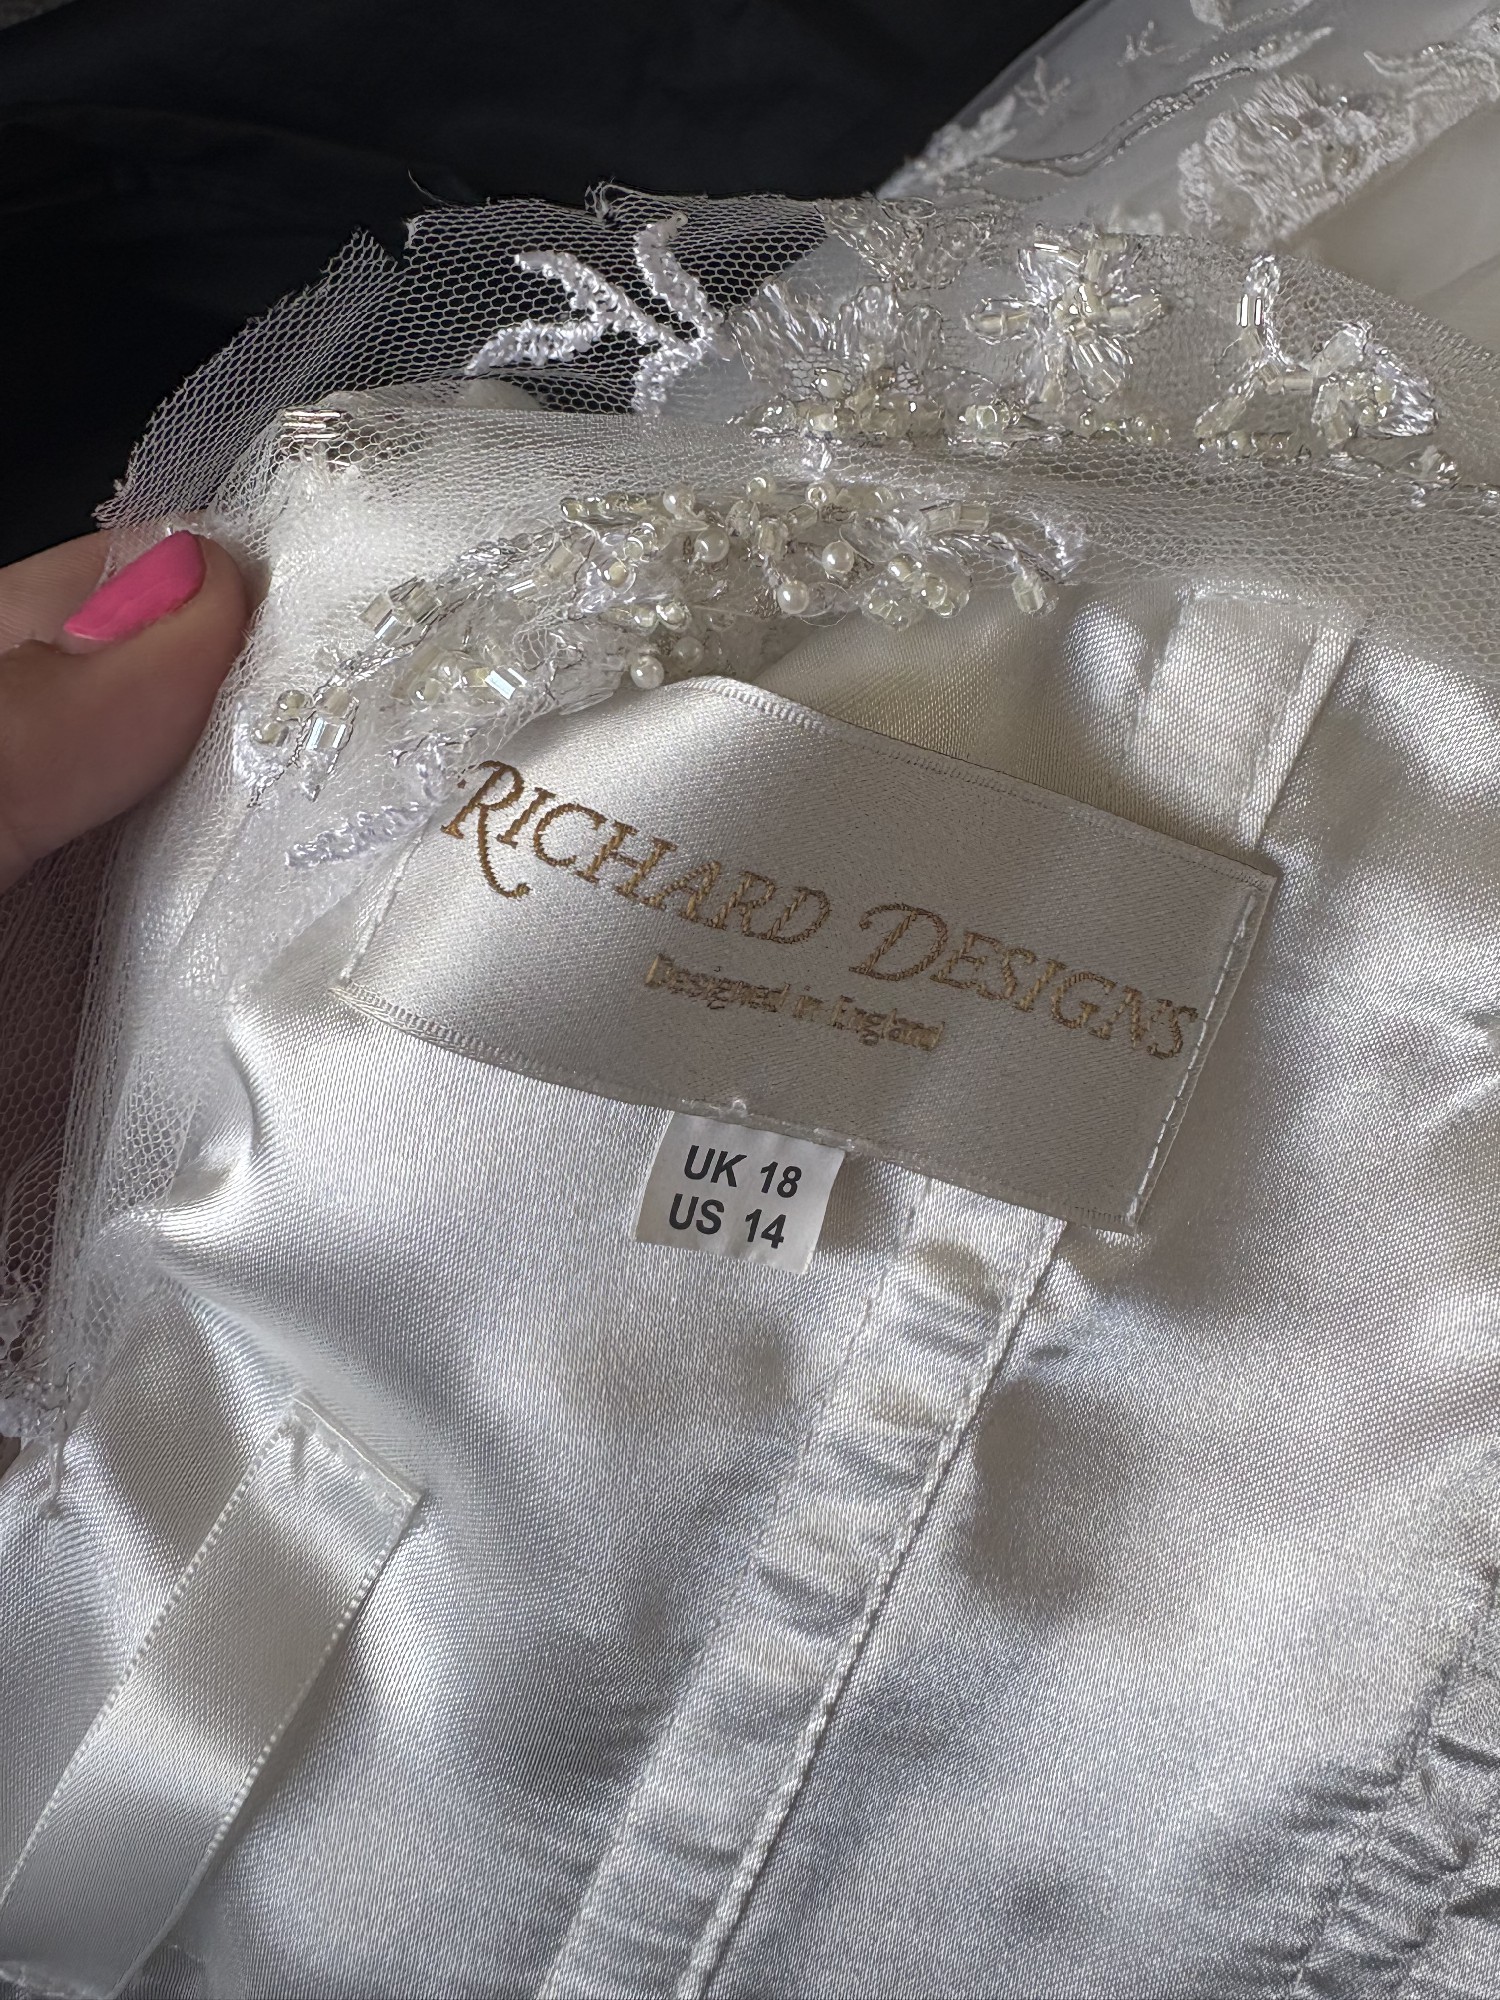 RICHARD DESIGNS
Designed in England
UK 18
US 14